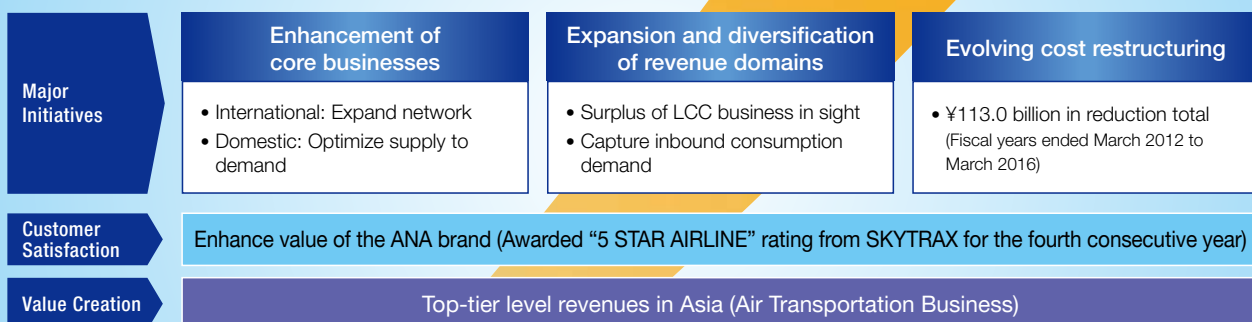 Major
Initiatives
Enhancement of
core businesses
• International: Expand network
• Domestic: Optimize supply to
demand
Expansion and diversification
of revenue domains
• Surplus of LCC business in sight
• Capture inbound consumption
demand
Evolving cost restructuring
• ¥113.0 billion in reduction total
(Fiscal years ended March 2012 to
March 2016)
Customer
Satisfaction
Enhance value of the ANA brand (Awarded “5 STAR AIRLINE” rating from SKYTRAX for the fourth consecutive year)
Value Creation
Top-tier level revenues in Asia (Air Transportation Business)